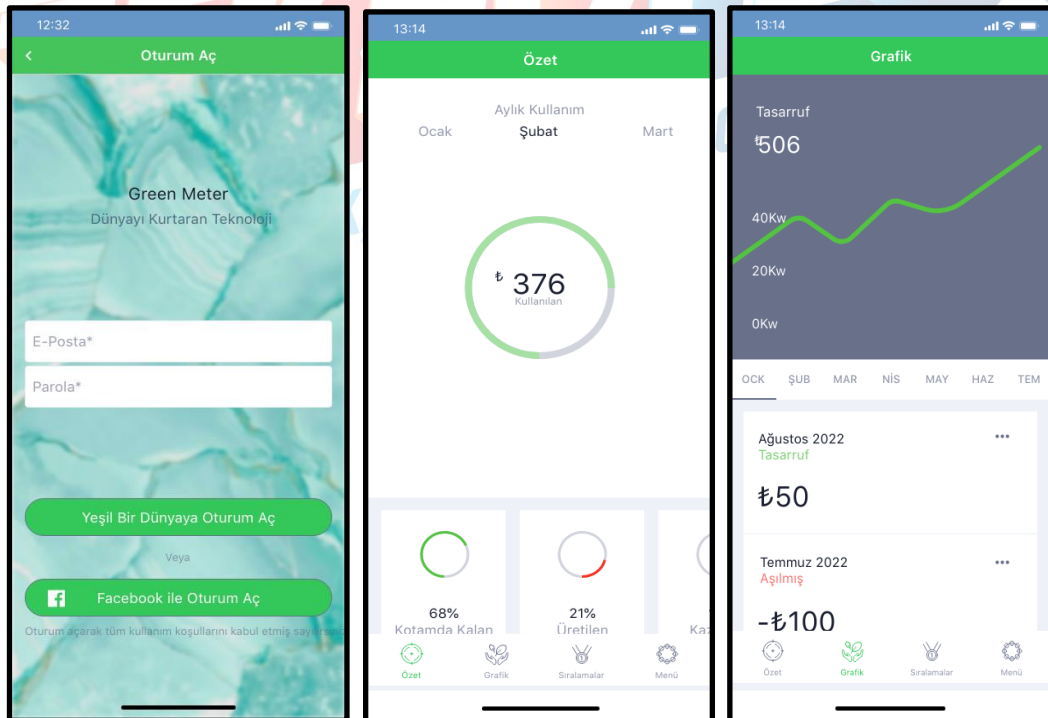 12:32
Oturum Aç
Green Meter
Dünyayı Kurtaran Teknoloji
E-Posta*
Parola*
Yeşil Bir Dünyaya Oturum Aç
Veya
Facebook ile Oturum Aç
Oturum açarak tüm kullanım koşullarını kabul etmiş
13:14
Özet
Aylık Kullanım
Ocak Şubat Mart
₺ 376
Kullanılan
68%
Kotamda Kalan
21%
Üretilen
Özet Grafik Sıralamalar Menü
13:14
Grafik
Tasarruf
₺506
40Kw
20Kw
0Kw
OCK ŞUB MAR NİS MAY HAZ TEM
Ağustos 2022
Tasarruf
₺50
Temmuz 2022
Aşılmış
-₺100
Özet Grafik Sıralamalar Menü